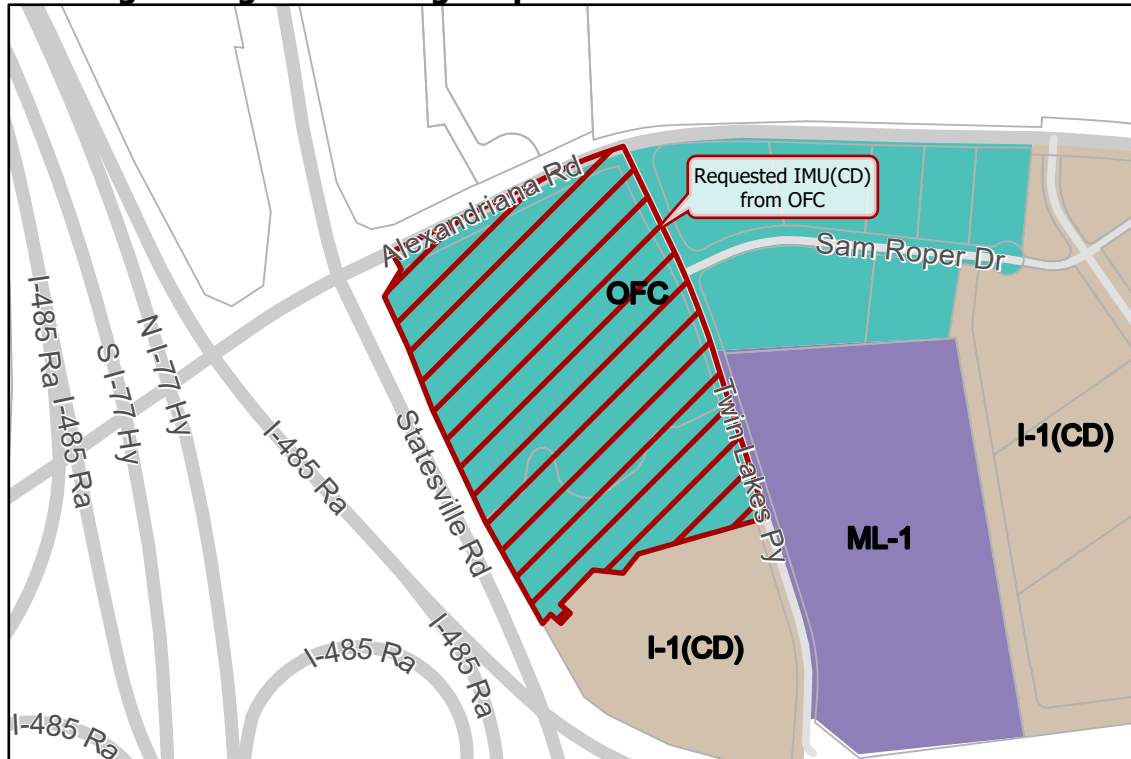 Alexandriana Rd
Requested IMU(CD)
from OFC
Sam Roper Dr
OFC
I-485 Ra
S I-77 Hy
N I-77 Hy
I-485 Ra
I-485 Ra
Statesville Rd
Twin Lakes Py
I-1(CD)
ML-1
I-1(CD)
I-485 Ra
I-485 Ra
I-485 Ra